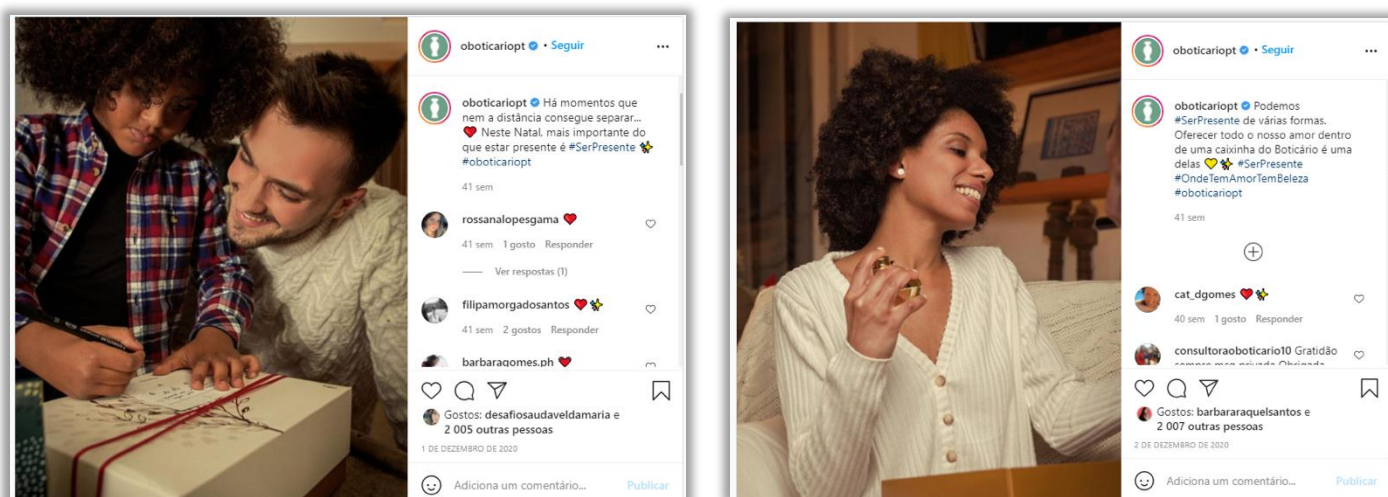 oboticariopt • Seguir
oboticariopt Há momentos que
nem a distância consegue separar...
❤️ Neste Natal, mais importante do
que estar presente é #SerPresente ✨
#oboticariopt
41 sem
rossanalopesgama ❤️
41 sem 1 gosto Responder
Ver respostas (1)
filipamorgadosantos ❤️✨
41 sem 2 gostos Responder
barbaragomes.ph ❤️
Gostos: desafiosaudaveldamaria e
2 005 outras pessoas
1 DE DEZEMBRO DE 2020
Adiciona um comentário... Publicar
oboticariopt • Seguir
oboticariopt Podemos
#SerPresente de várias formas.
Oferecer todo o nosso amor dentro
de uma caixinha do Boticário é uma
delas 💛✨ #SerPresente
#OndeTemAmorTemBeleza
#oboticariopt
41 sem
cat_dgomes ❤️✨
40 sem 1 gosto Responder
consultoraoboticario10 Gratidão
sempre msg privada Obrigada
Gostos: barbararaquelsantos e
2 007 outras pessoas
2 DE DEZEMBRO DE 2020
Adiciona um comentário... Publicar